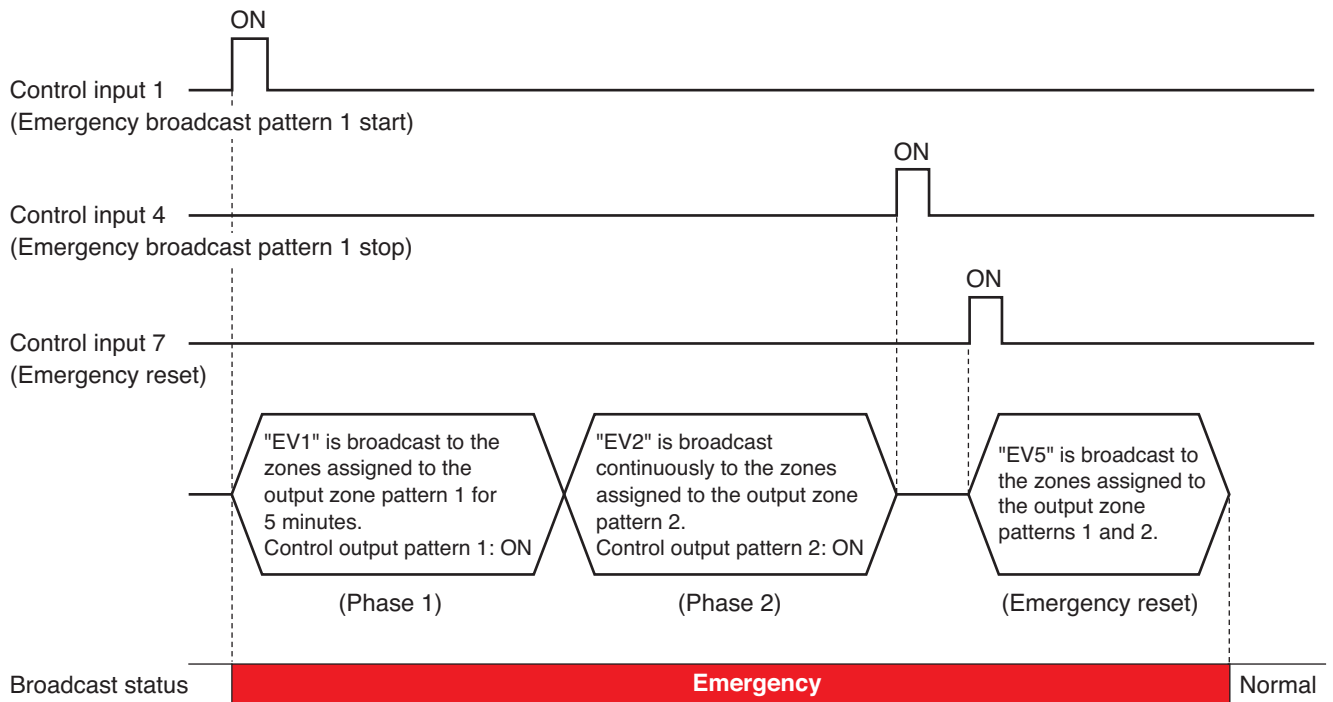 ON
Control input 1
(Emergency broadcast pattern 1 start)
ON
Control input 4
(Emergency broadcast pattern 1 stop)
ON
Control input 7
(Emergency reset)
"EV1" is broadcast to the
zones assigned to the
output zone pattern 1 for
5 minutes.
Control output pattern 1: ON
"EV2" is broadcast
continuously to the zones
assigned to the output zone
pattern 2.
Control output pattern 2: ON
"EV5" is broadcast to
the zones assigned to
the output zone
patterns 1 and 2.
(Phase 1)
(Phase 2)
(Emergency reset)
Broadcast status
Emergency
Normal